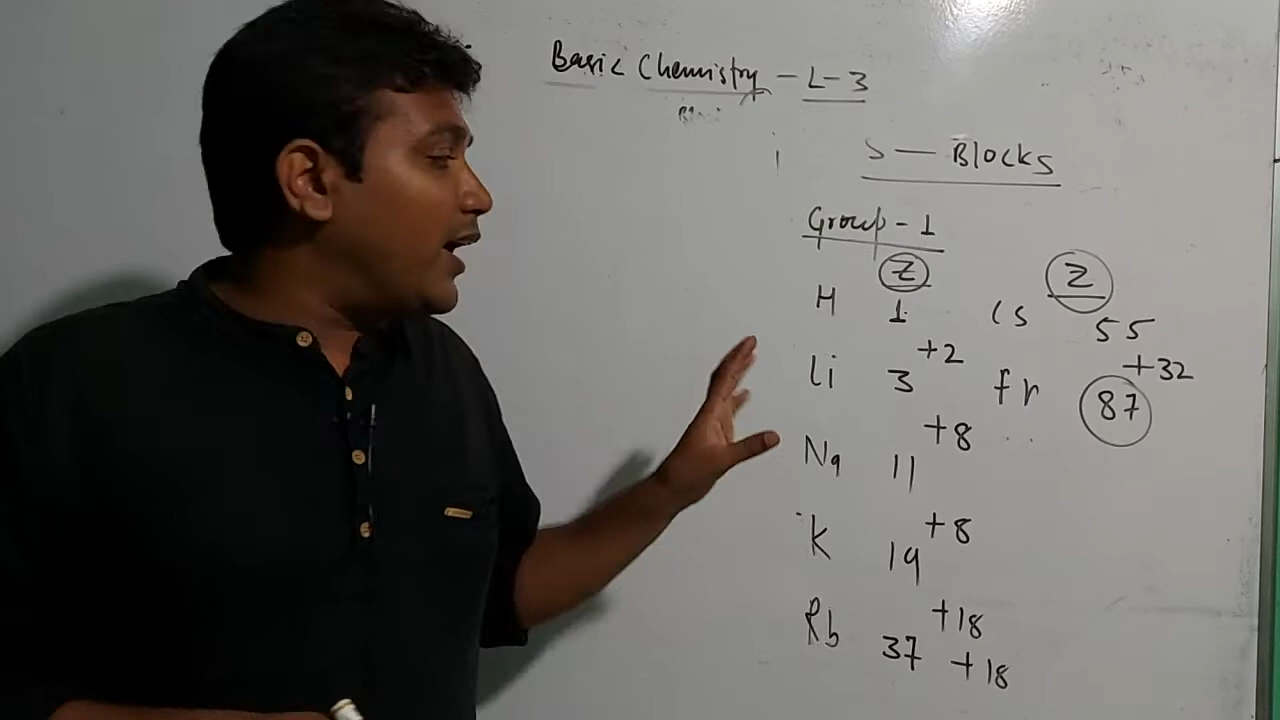 Basic Chemistry - L-3
S - Blocks
Group - 1
Z
H 1
+2
Li 3
+8
Na 11
+8
K 19
+18
Rb 37 +18
Z
Cs 55
+32
Fr 87